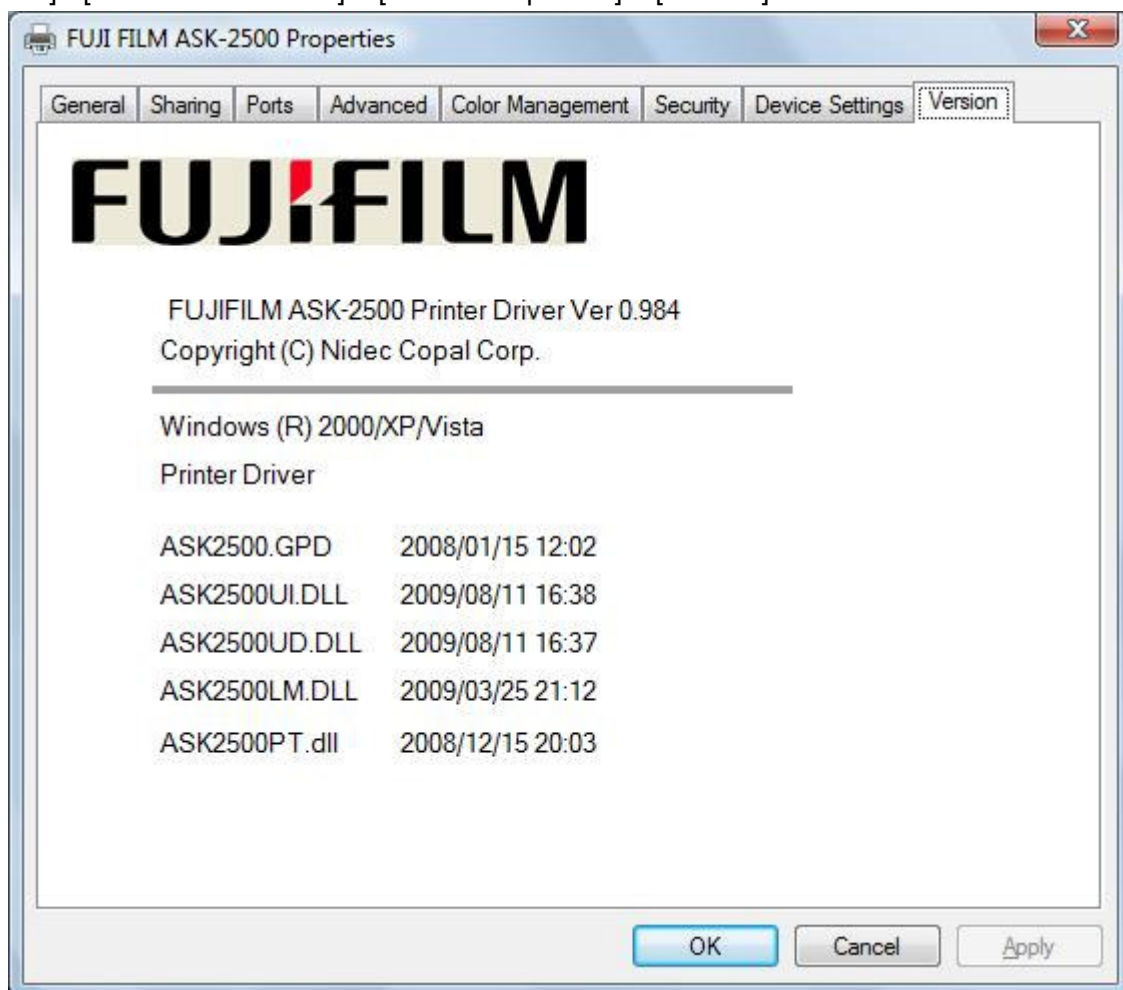 FUJI FILM ASK-2500 Properties
General Sharing Ports Advanced Color Management Security Device Settings Version
FUJIFILM
FUJIFILM ASK-2500 Printer Driver Ver 0.984
Copyright (C) Nidec Copal Corp.
Windows (R) 2000/XP/Vista
Printer Driver
ASK2500.GPD 2008/01/15 12:02
ASK2500UI.DLL 2009/08/11 16:38
ASK2500UD.DLL 2009/08/11 16:37
ASK2500LM.DLL 2009/03/25 21:12
ASK2500PT.dll 2008/12/15 20:03
OK Cancel Apply